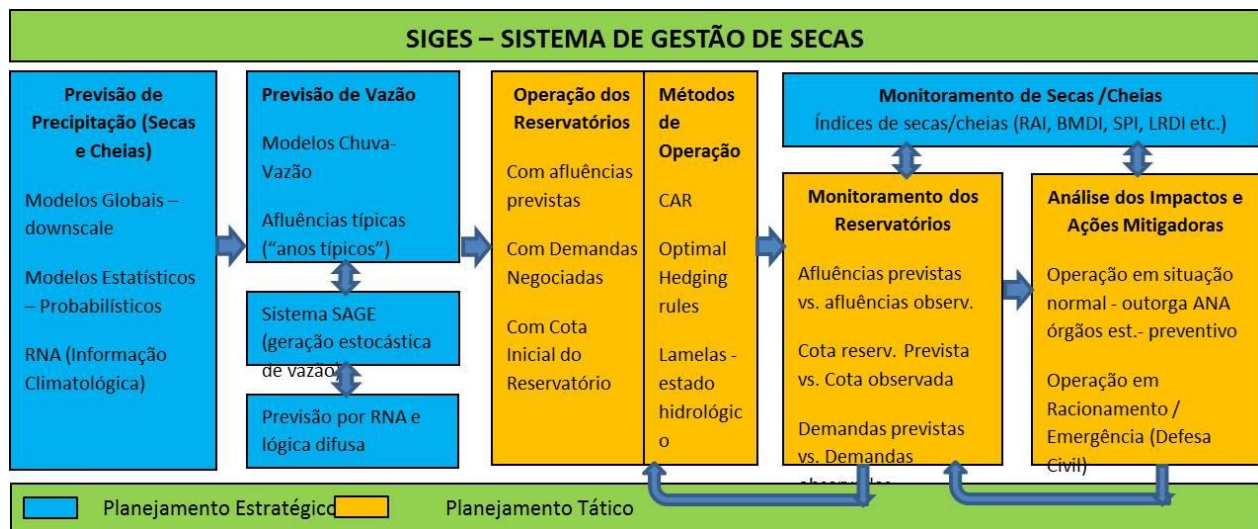 SIGES – SISTEMA DE GESTÃO DE SECAS
Previsão de
Precipitação (Secas
e Cheias)
Modelos Globais –
downscale
Modelos Estatísticos
– Probabilísticos
RNA (Informação
Climatológica)
Previsão de Vazão
Modelos Chuva-
Vazão
Afluências típicas
(“anos típicos”)
Sistema SAGE
(geração estocástica
de vazão)
Previsão por RNA e
lógica difusa
Operação dos
Reservatórios
Com afluências
previstas
Com Demandas
Negociadas
Com Cota
Inicial do
Reservatório
Métodos
de
Operação
CAR
Optimal
Hedging
rules
Lamelas -
estado
hidrológic
o
Monitoramento de Secas /Cheias
Índices de secas/cheias (RAI, BMDI, SPI, LRDI etc.)
Monitoramento dos
Reservatórios
Afluências previstas
vs. afluências observ.
Cota reserv. Prevista
vs. Cota observada
Demandas previstas
vs. Demandas
Análise dos Impactos e
Ações Mitigadoras
Operação em situação
normal - outorga ANA
órgãos est.- preventivo
Operação em
Racionamento /
Emergência (Defesa
Civil)
Planejamento Estratégico
Planejamento Tático